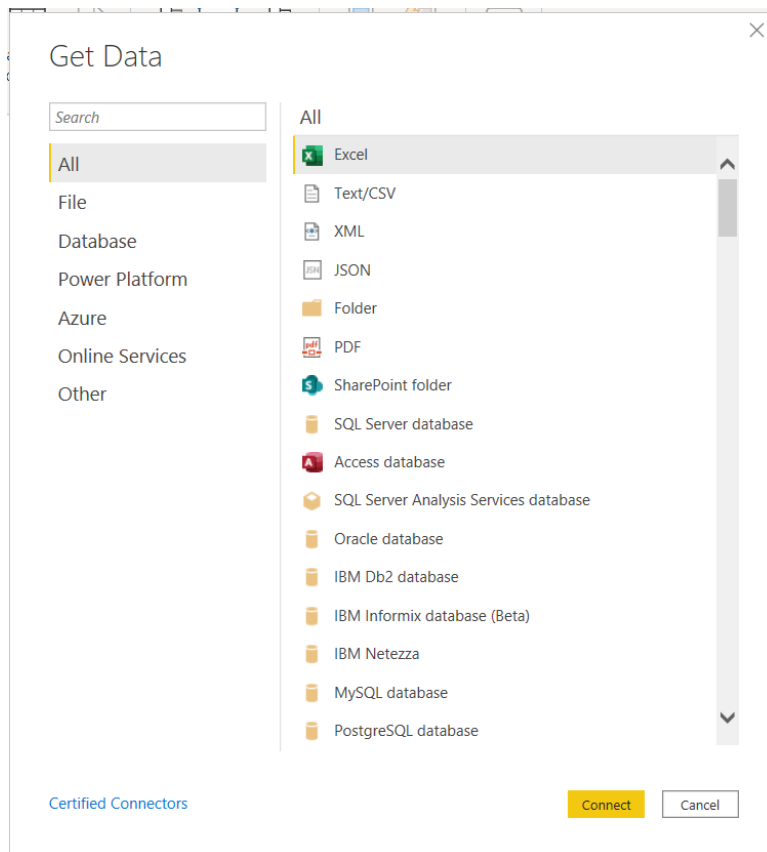 Get Data
Search
All
File
Database
Power Platform
Azure
Online Services
Other
All
Excel
Text/CSV
XML
JSON
Folder
PDF
SharePoint folder
SQL Server database
Access database
SQL Server Analysis Services database
Oracle database
IBM Db2 database
IBM Informix database (Beta)
IBM Netezza
MySQL database
PostgreSQL database
Certified Connectors
Connect
Cancel